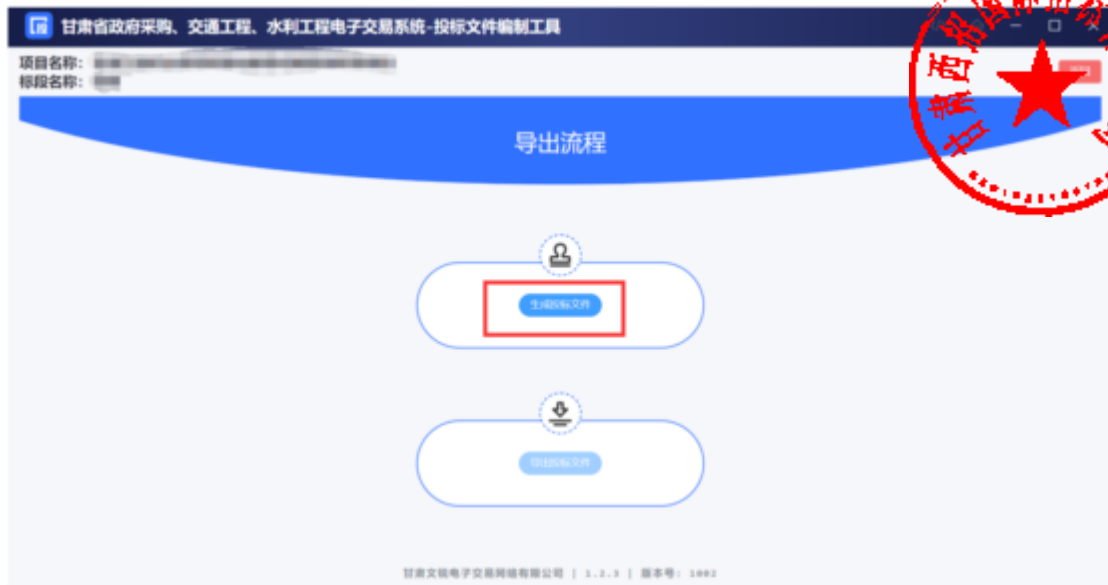 甘肃省政府采购、交通工程、水利工程电子交易系统-投标文件编制工具
项目名称：
标段名称：
导出流程
生成投标文件
导出投标文件
甘肃文锐电子交易网络有限公司 | 1.2.3 | 版本号: 1002